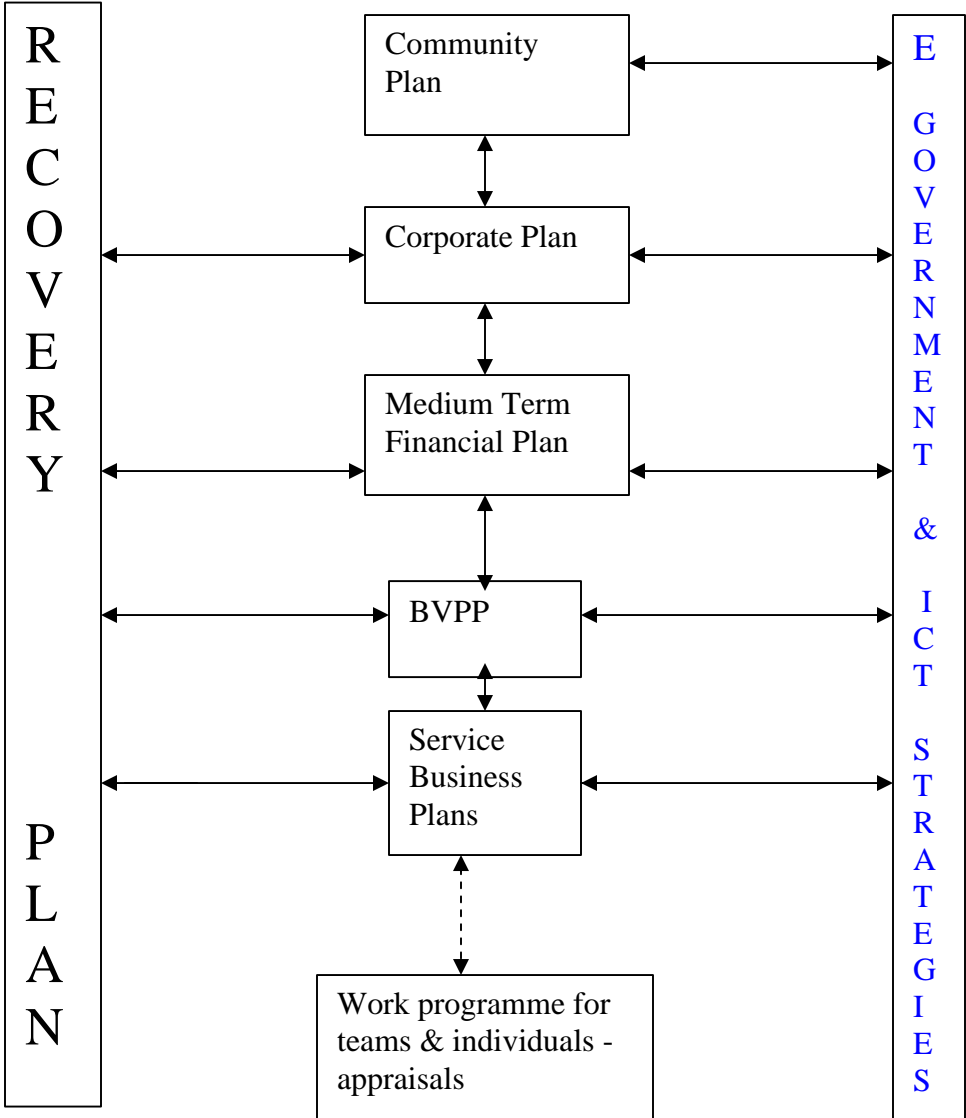 RECOVERY PLAN
Community
Plan
Corporate Plan
Medium Term
Financial Plan
BVPP
Service
Business
Plans
Work programme for
teams & individuals -
appraisals
E GOVERNMENT & ICT STRATEGIES